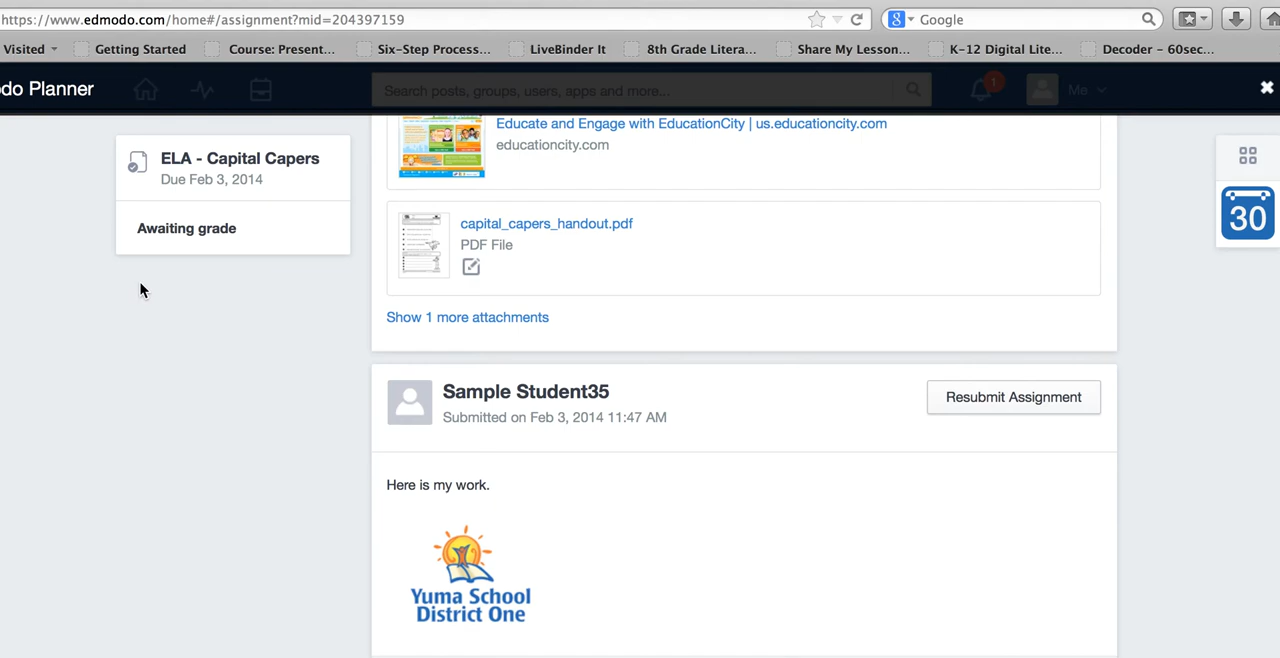 https://www.edmodo.com/home#/assignment?mid=204397159
Google
Visited
Getting Started
Course: Present...
Six-Step Process...
LiveBinder It
8th Grade Litera...
Share My Lesson...
K-12 Digital Lite...
Decoder - 60sec...
do Planner
Search posts, groups, users, apps and more...
1
Me
ELA - Capital Capers
Due Feb 3, 2014
Awaiting grade
Educate and Engage with EducationCity | us.educationcity.com
educationcity.com
capital_capers_handout.pdf
PDF File
Show 1 more attachments
30
Sample Student35
Submitted on Feb 3, 2014 11:47 AM
Resubmit Assignment
Here is my work.
Yuma School
District One